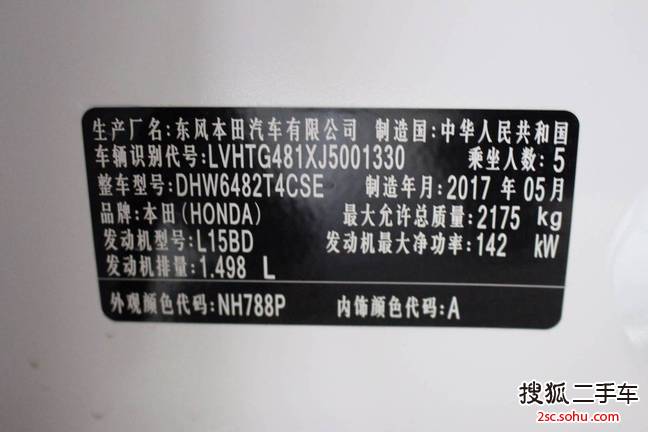 生产厂名:东风本田汽车有限公司 制造国:中华人民共和国
车辆识别代号:LVHTG481XJ5001330 乘坐人数:5
整车型号:DHW6482T4CSE 制造年月:2017 年 05月
品牌:本田(HONDA) 最大允许总质量:2175 kg
发动机型号:L15BD 发动机最大净功率:142 kW
发动机排量:1.498 L
外观颜色代码:NH788P 内饰颜色代码:A
搜狐二手车
2sc.sohu.com